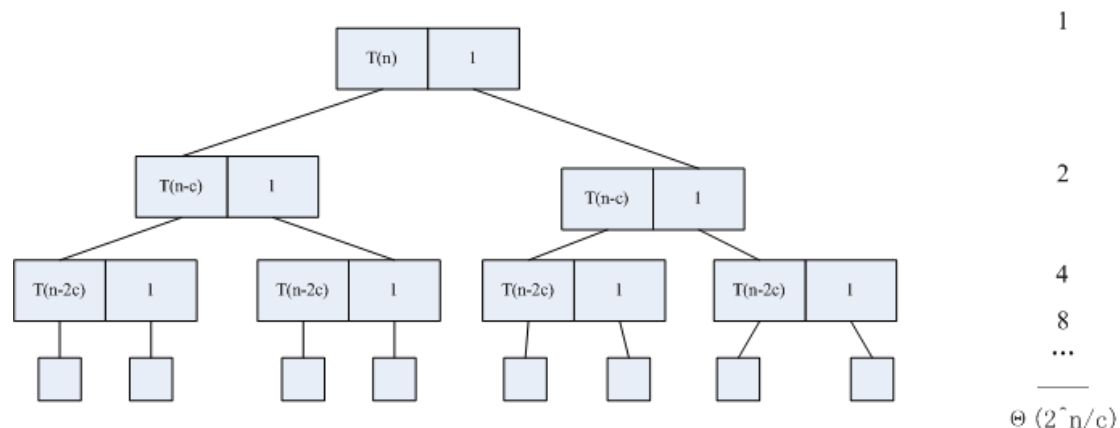 1
T(n) 1
T(n-c) 1 T(n-c) 1 2
T(n-2c) 1 T(n-2c) 1 T(n-2c) 1 T(n-2c) 1 4
8
...
Θ (2^n/c)